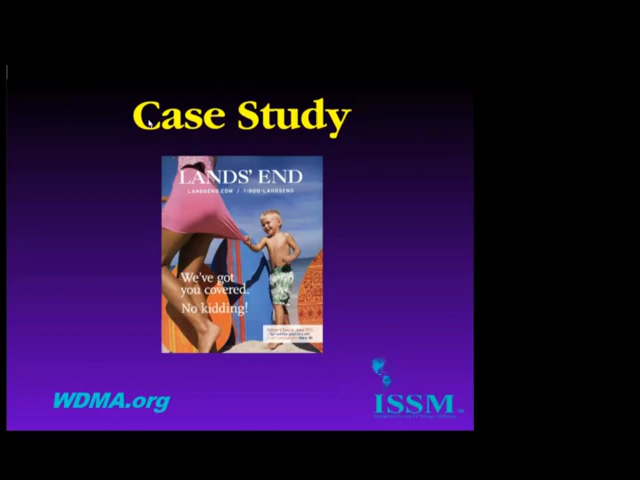 Case Study
LANDS' END
LANDSEND.COM / 1-800-LANDSEND
We've got
you covered.
No kidding!
WDMA.org
ISSM